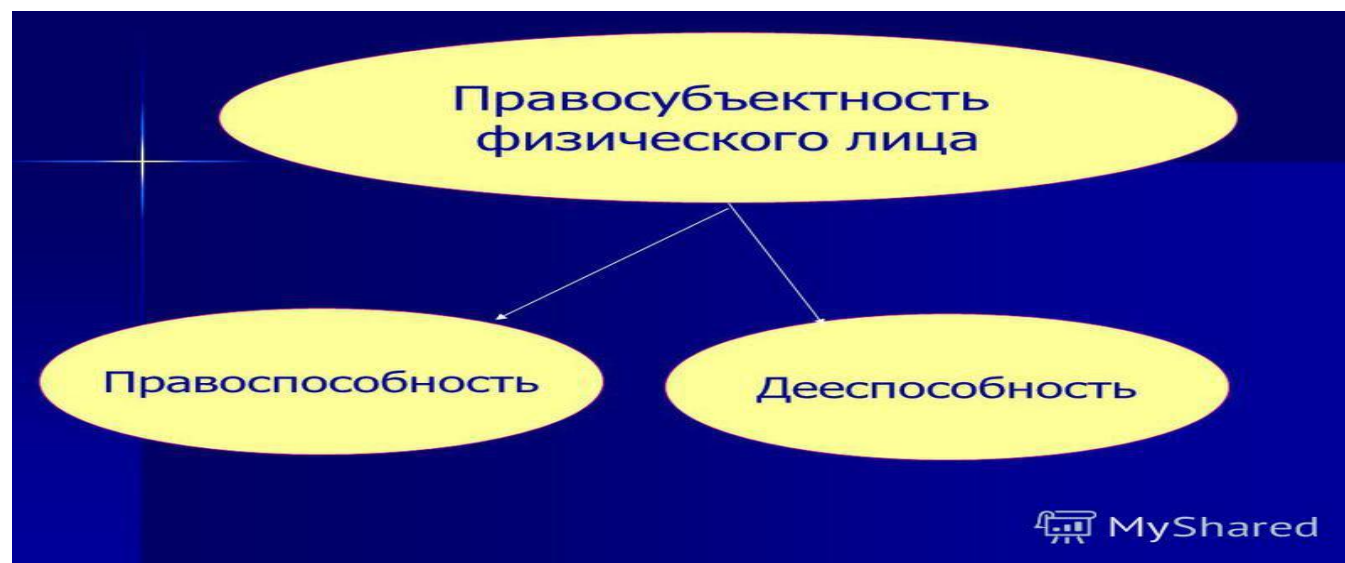 Правосубъектность
физического лица
Правоспособность
Дееспособность
MyShared